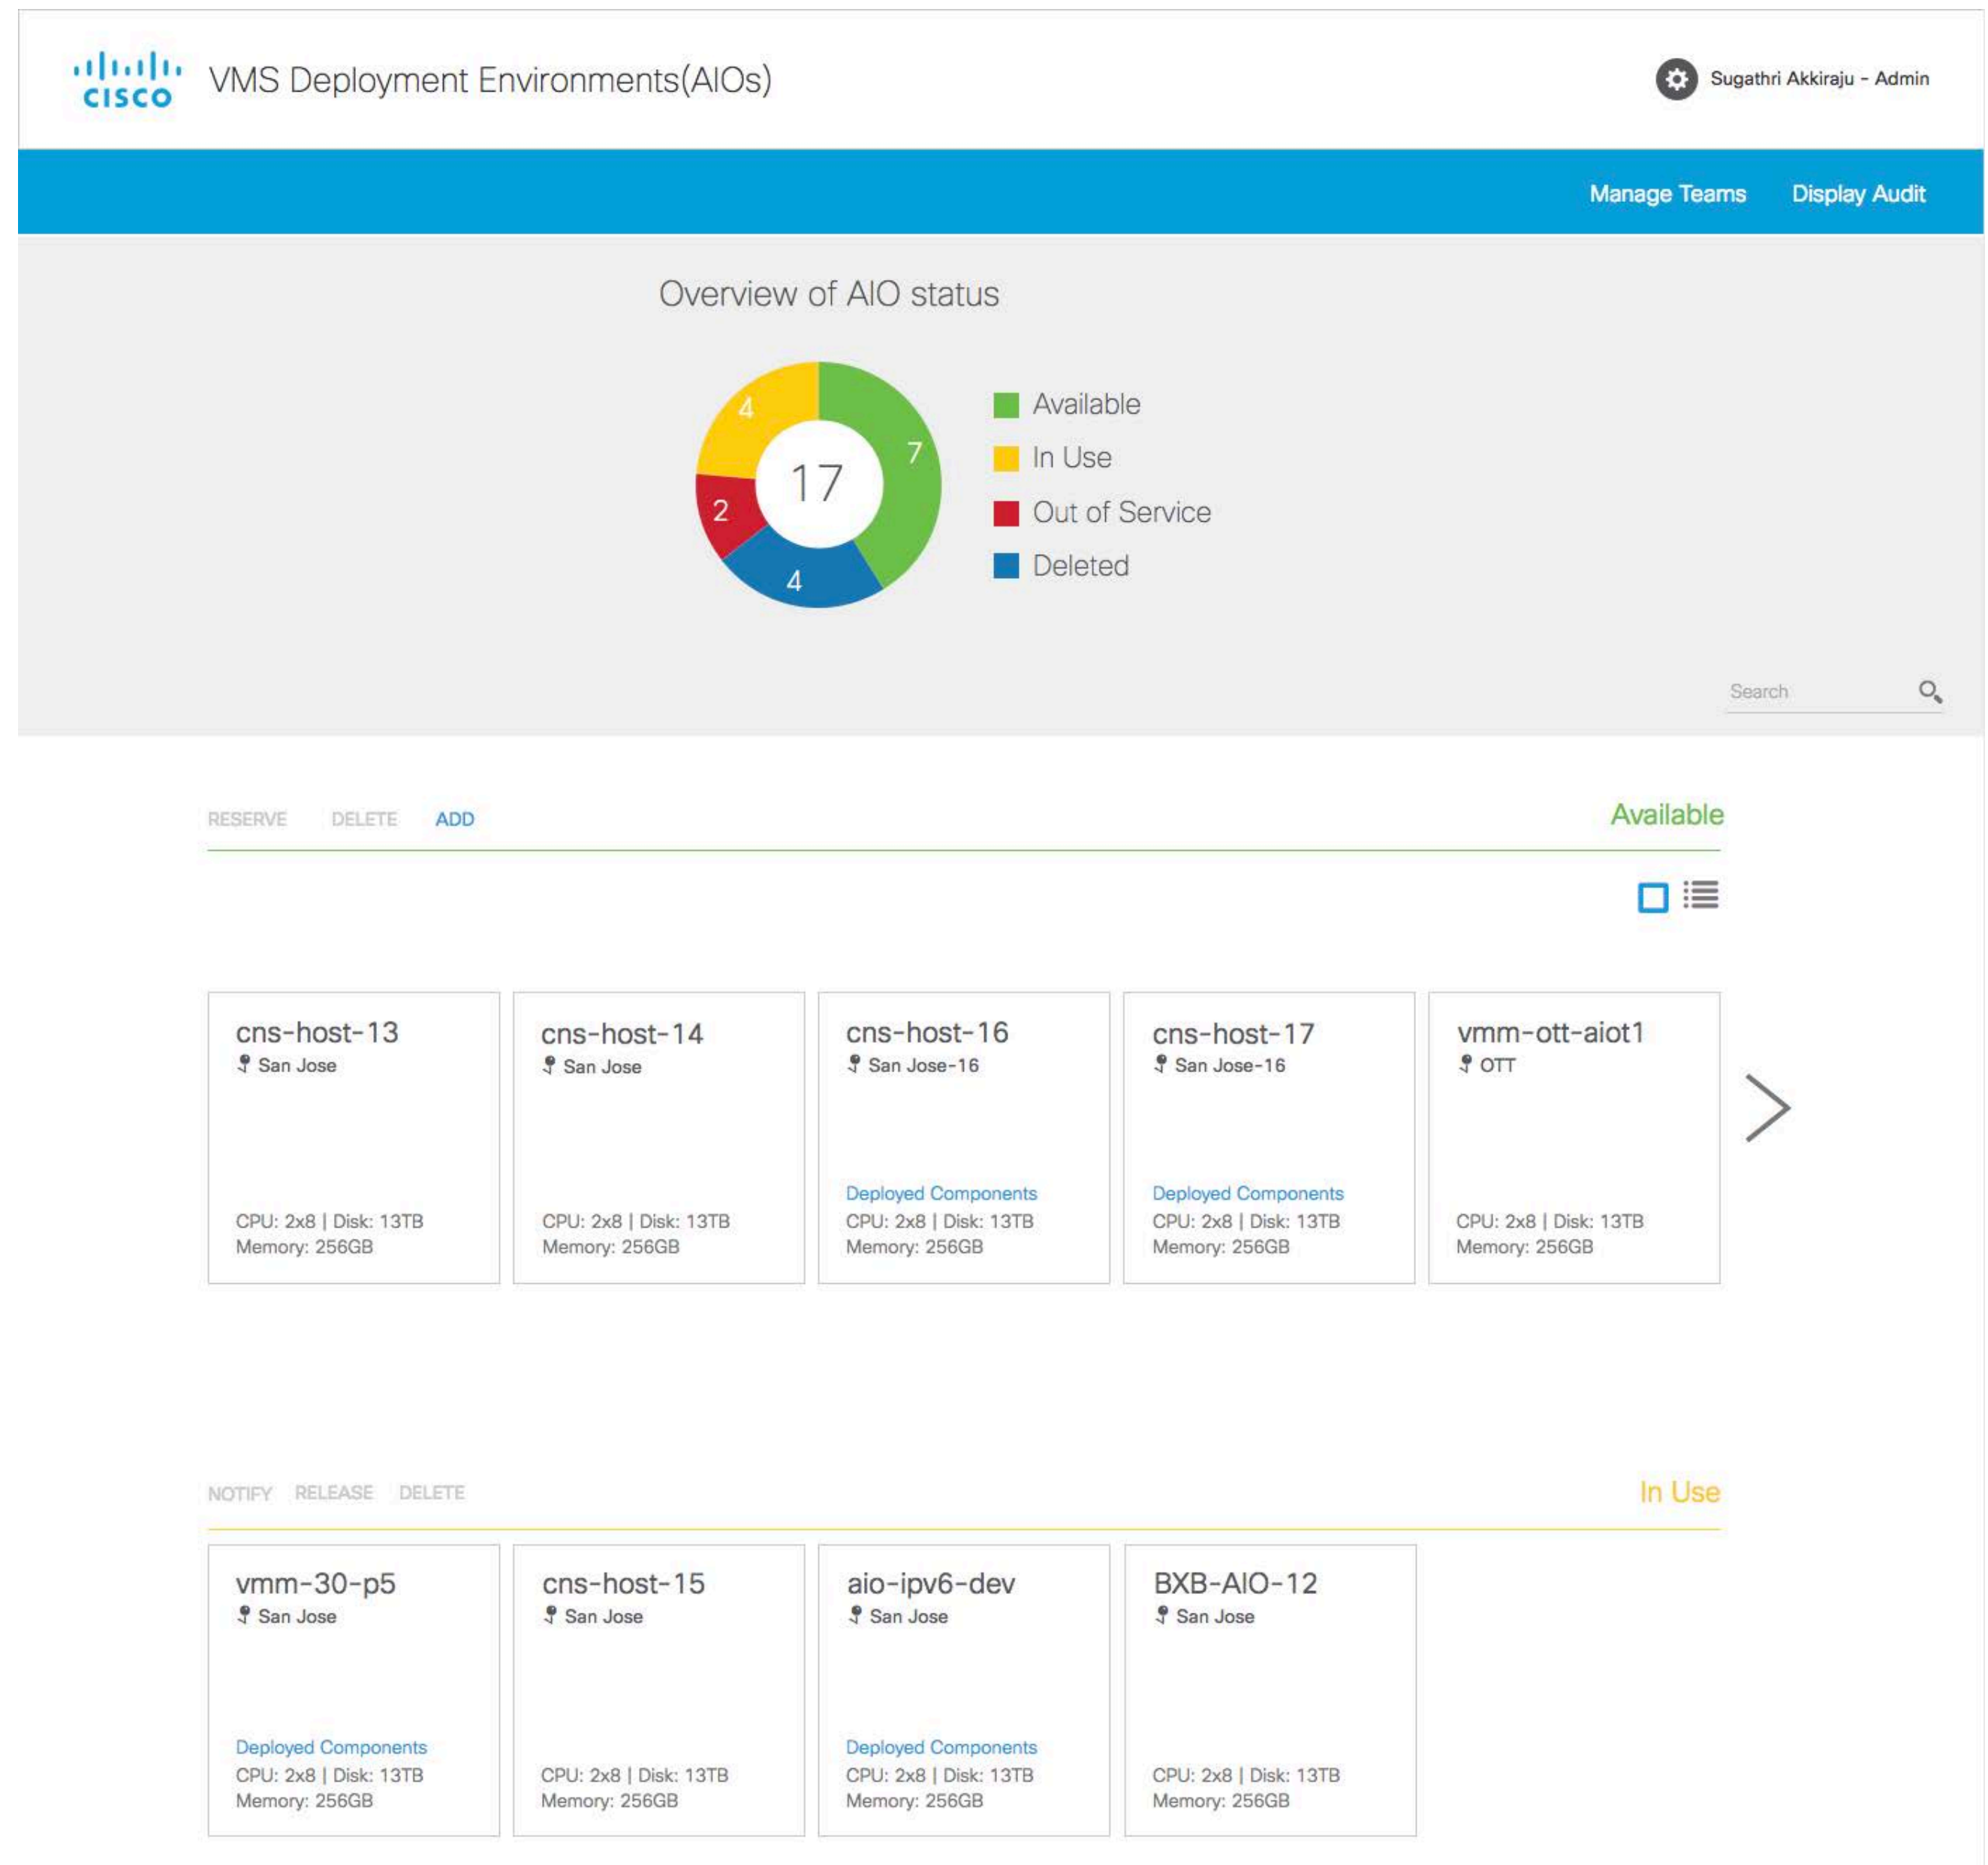 CISCO
VMS Deployment Environments(AIOs)
Sugathri Akkiraju - Admin
Manage Teams
Display Audit
Overview of AIO status
4
7
17
2
4
Available
In Use
Out of Service
Deleted
Search
RESERVE DELETE ADD
Available
cns-host-13
San Jose
CPU: 2x8 | Disk: 13TB
Memory: 256GB
cns-host-14
San Jose
CPU: 2x8 | Disk: 13TB
Memory: 256GB
cns-host-16
San Jose-16
Deployed Components
CPU: 2x8 | Disk: 13TB
Memory: 256GB
cns-host-17
San Jose-16
Deployed Components
CPU: 2x8 | Disk: 13TB
Memory: 256GB
vmm-ott-aiot1
OTT
CPU: 2x8 | Disk: 13TB
Memory: 256GB
NOTIFY RELEASE DELETE
In Use
vmm-30-p5
San Jose
Deployed Components
CPU: 2x8 | Disk: 13TB
Memory: 256GB
cns-host-15
San Jose
CPU: 2x8 | Disk: 13TB
Memory: 256GB
aio-ipv6-dev
San Jose
Deployed Components
CPU: 2x8 | Disk: 13TB
Memory: 256GB
BXB-AIO-12
San Jose
CPU: 2x8 | Disk: 13TB
Memory: 256GB